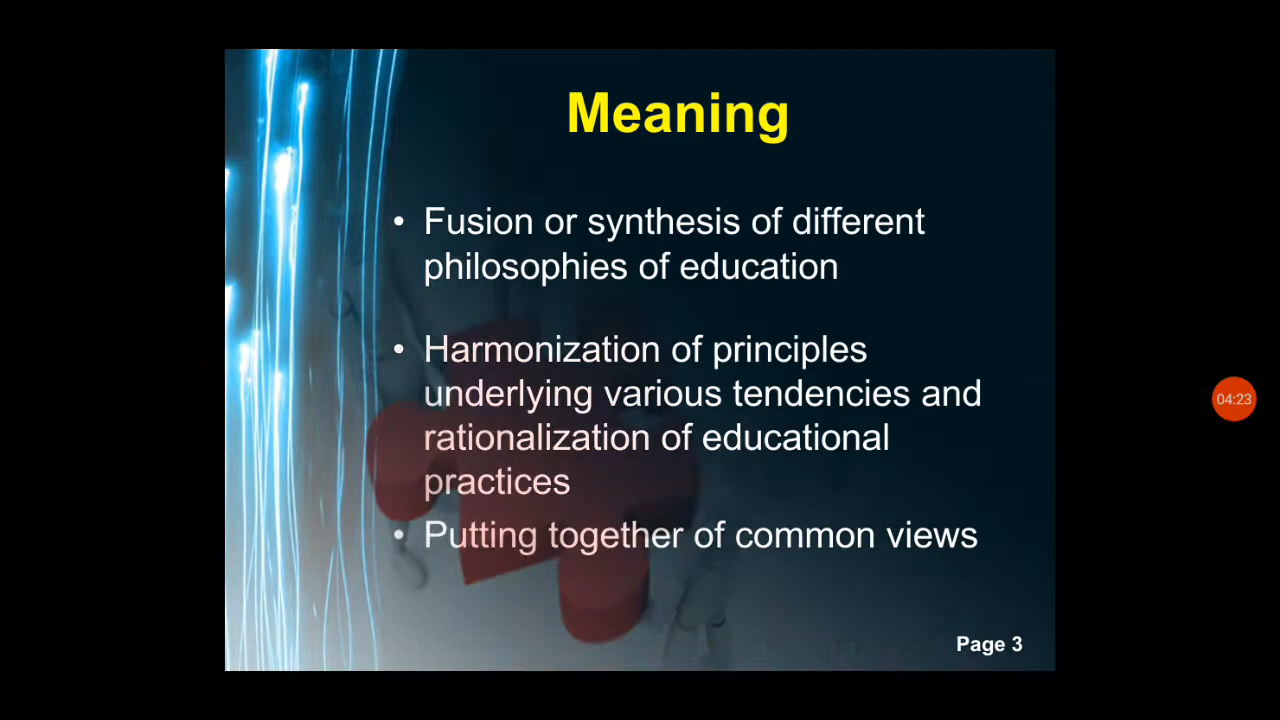 Meaning
• Fusion or synthesis of different
philosophies of education
• Harmonization of principles
underlying various tendencies and
rationalization of educational
practices
• Putting together of common views
Page 3
04:23